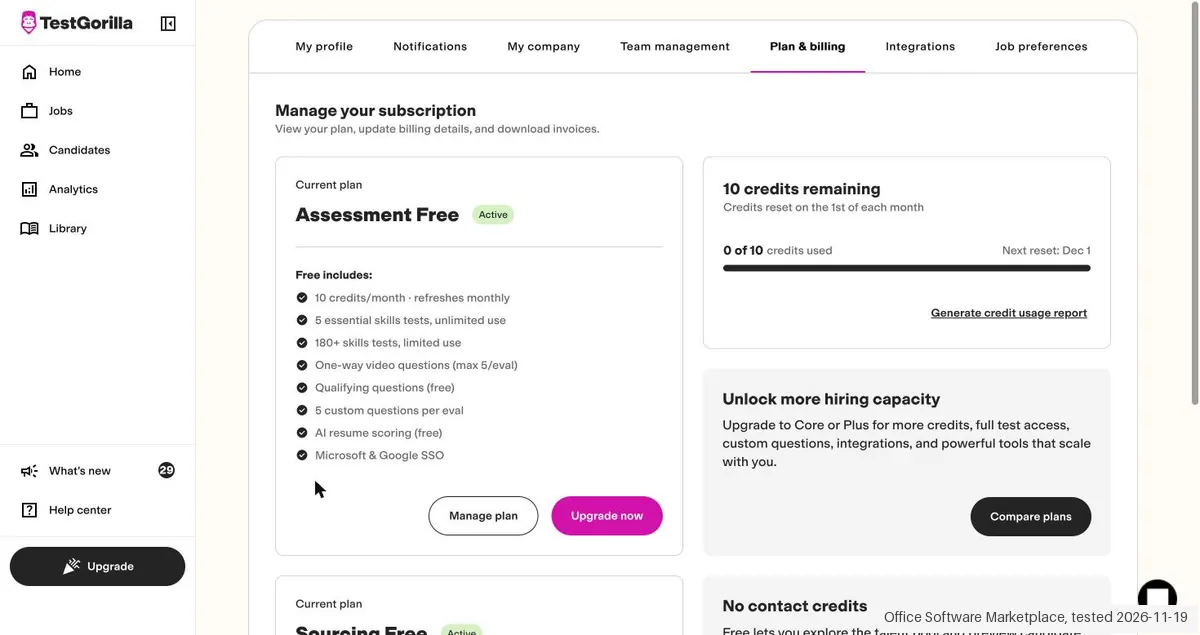 TestGorilla
Home
Jobs
Candidates
Analytics
Library
What's new
29
Help center
Upgrade
My profile
Notifications
My company
Team management
Plan & billing
Integrations
Job preferences
Manage your subscription
View your plan, update billing details, and download invoices.
Current plan
Assessment Free
Active
Free includes:
10 credits/month · refreshes monthly
5 essential skills tests, unlimited use
180+ skills tests, limited use
One-way video questions (max 5/eval)
Qualifying questions (free)
5 custom questions per eval
AI resume scoring (free)
Microsoft & Google SSO
Manage plan
Upgrade now
10 credits remaining
Credits reset on the 1st of each month
0 of 10 credits used
Next reset: Dec 1
Generate credit usage report
Unlock more hiring capacity
Upgrade to Core or Plus for more credits, full test access,
custom questions, integrations, and powerful tools that scale
with you.
Compare plans
Current plan
Sourcing Free
Active
No contact credits
Free lets you explore the talent pool and preview candidate
Office Software Marketplace, tested 2026-11-19